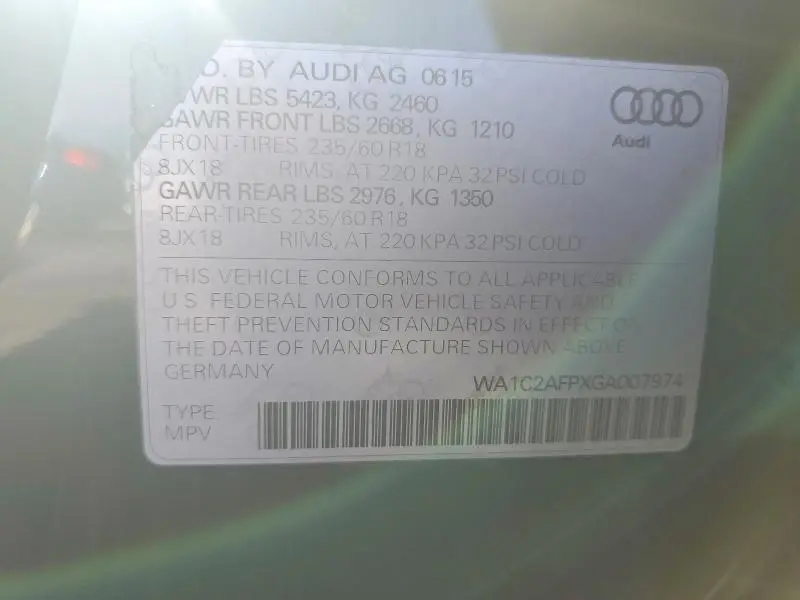 D. BY AUDI AG 0615
WR LBS 5423, KG 2460
GAWR FRONT LBS 2668, KG 1210
FRONT-TIRES 235/60 R18
8JX18 RIMS, AT 220 KPA 32 PSI COLD
GAWR REAR LBS 2976, KG 1350
REAR-TIRES 235/60 R18
8JX18 RIMS, AT 220 KPA 32 PSI COLD
Audi
THIS VEHICLE CONFORMS TO ALL APPLICABLE
U.S. FEDERAL MOTOR VEHICLE SAFETY AND
THEFT PREVENTION STANDARDS IN EFFECT ON
THE DATE OF MANUFACTURE SHOWN ABOVE
GERMANY
WA1C2AFPXGA007974
TYPE
MPV